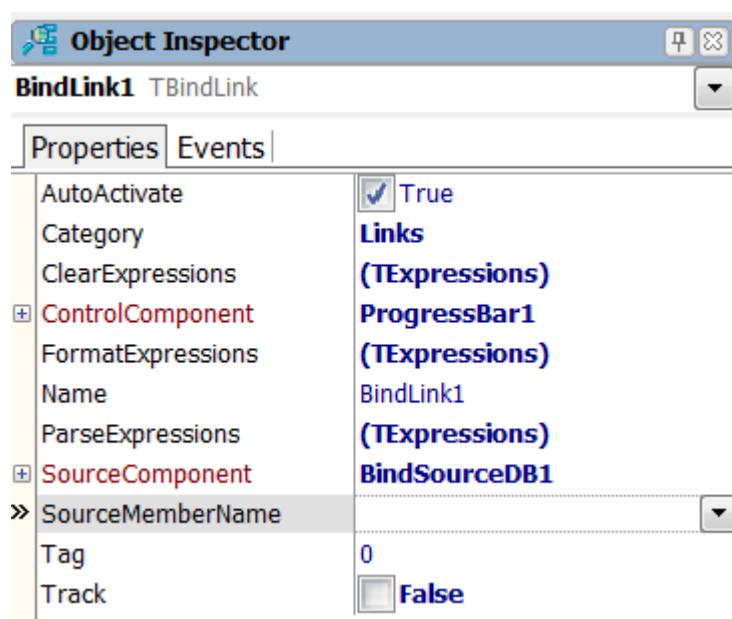 Object Inspector
BindLink1 TBindLink
Properties Events
AutoActivate True
Category Links
ClearExpressions (TExpressions)
ControlComponent ProgressBar1
FormatExpressions (TExpressions)
Name BindLink1
ParseExpressions (TExpressions)
SourceComponent BindSourceDB1
SourceMemberName
Tag 0
Track False